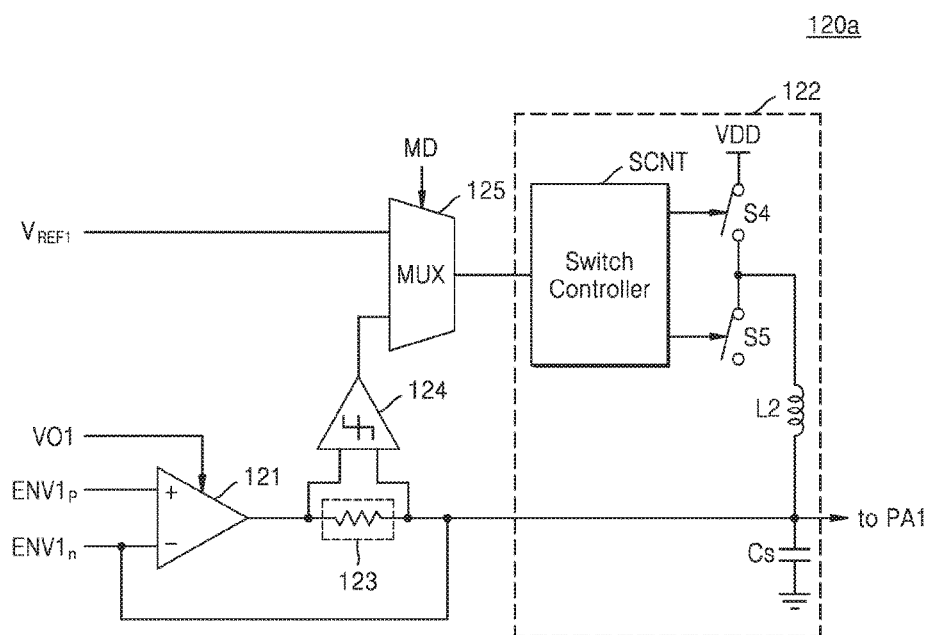 120a
122
VDD
MD
SCNT
125
S4
VREF1
MUX
Switch
Controller
S5
124
L2
VO1
121
ENV1p
+
to PA1
ENV1n
−
Cs
123